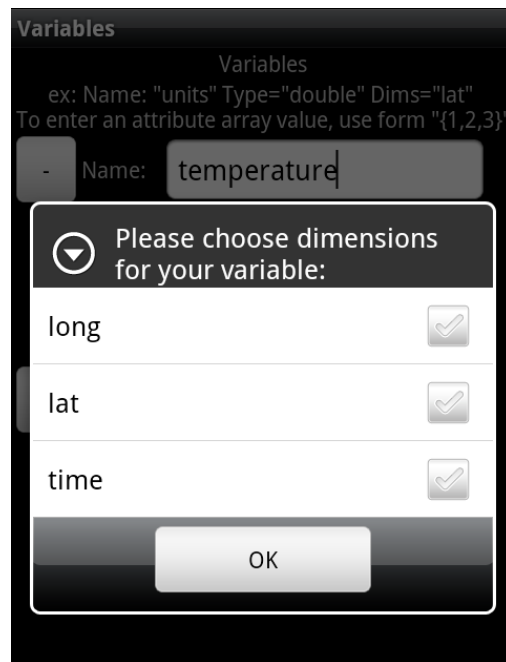 Variables
Variables
ex: Name: "units" Type="double" Dims="lat"
To enter an attribute array value, use form "{1,2,3}"
- Name: temperature
Please choose dimensions
for your variable:
long
lat
time
OK